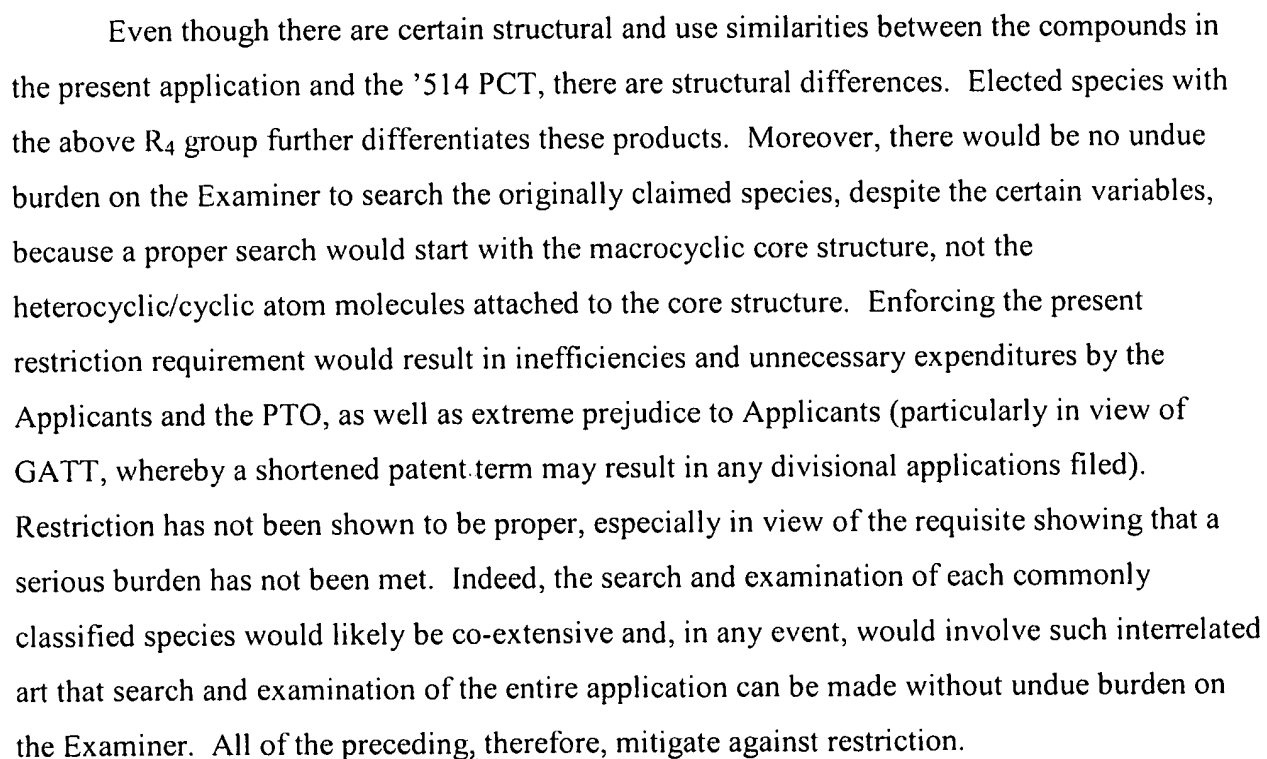 Even though there are certain structural and use similarities between the compounds in
the present application and the ’514 PCT, there are structural differences. Elected species with
the above R₄ group further differentiates these products. Moreover, there would be no undue
burden on the Examiner to search the originally claimed species, despite the certain variables,
because a proper search would start with the macrocyclic core structure, not the
heterocyclic/cyclic atom molecules attached to the core structure. Enforcing the present
restriction requirement would result in inefficiencies and unnecessary expenditures by the
Applicants and the PTO, as well as extreme prejudice to Applicants (particularly in view of
GATT, whereby a shortened patent term may result in any divisional applications filed).
Restriction has not been shown to be proper, especially in view of the requisite showing that a
serious burden has not been met. Indeed, the search and examination of each commonly
classified species would likely be co-extensive and, in any event, would involve such interrelated
art that search and examination of the entire application can be made without undue burden on
the Examiner. All of the preceding, therefore, mitigate against restriction.